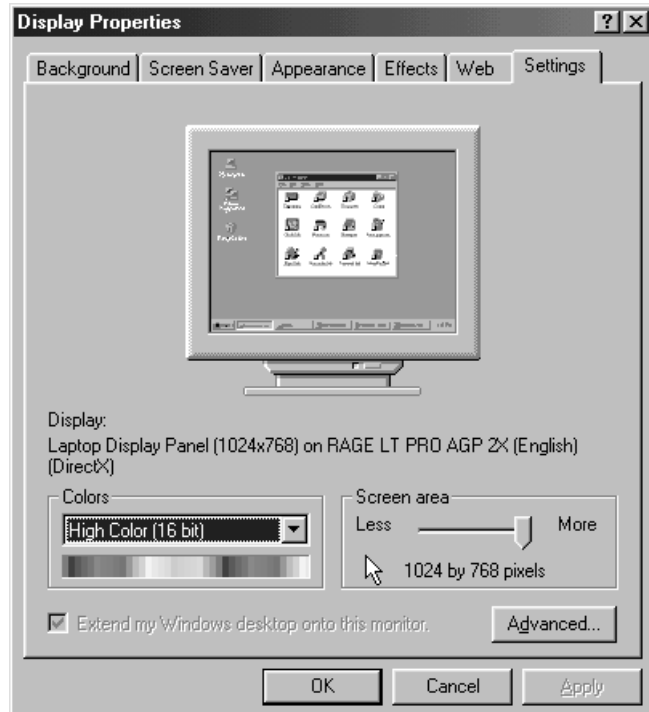 Display Properties
Background Screen Saver Appearance Effects Web Settings
Display:
Laptop Display Panel (1024x768) on RAGE LT PRO AGP 2X (English)
(DirectX)
Colors
Screen area
High Color (16 bit)
Less More
1024 by 768 pixels
Extend my Windows desktop onto this monitor.
Advanced...
OK Cancel Apply